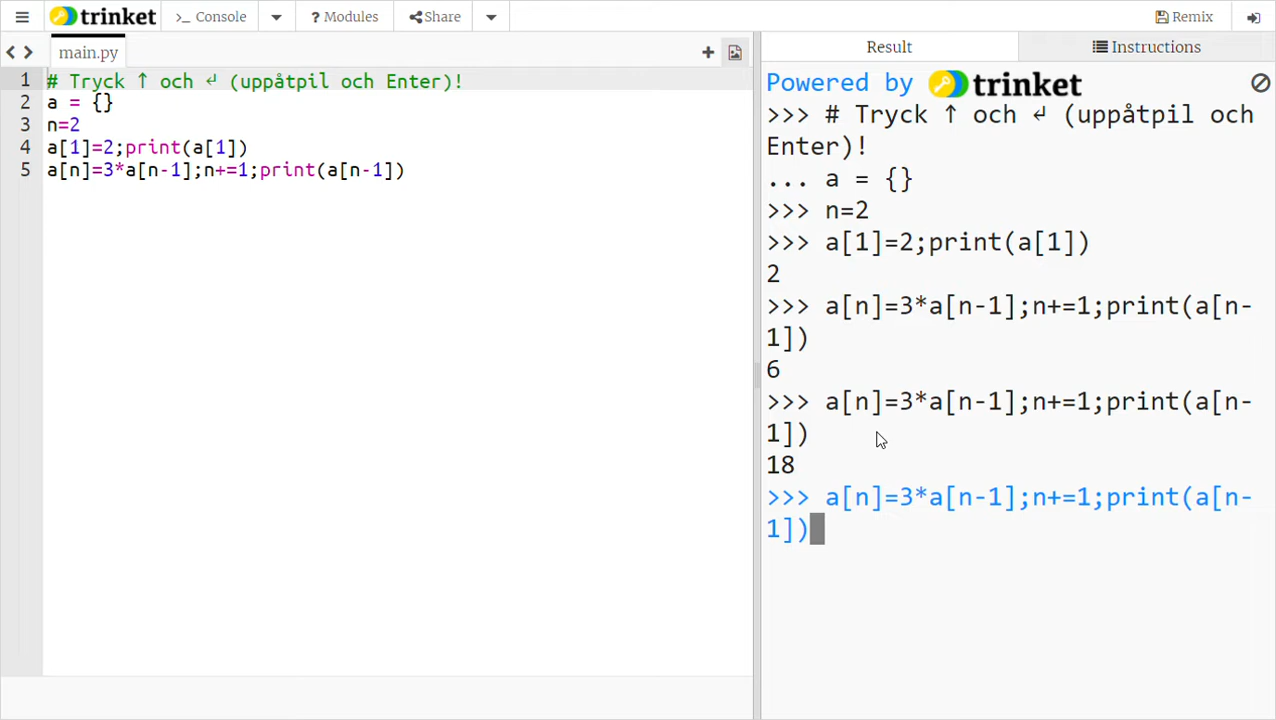 trinket >_ Console ? Modules Share Remix
main.py
1 # Tryck ↑ och ↲ (uppåtpil och Enter)!
2 a = {}
3 n=2
4 a[1]=2;print(a[1])
5 a[n]=3*a[n-1];n+=1;print(a[n-1])
Result Instructions
Powered by trinket
>>> # Tryck ↑ och ↲ (uppåtpil och
Enter)!
... a = {}
>>> n=2
>>> a[1]=2;print(a[1])
2
>>> a[n]=3*a[n-1];n+=1;print(a[n-
1])
6
>>> a[n]=3*a[n-1];n+=1;print(a[n-
1])
18
>>> a[n]=3*a[n-1];n+=1;print(a[n-
1])